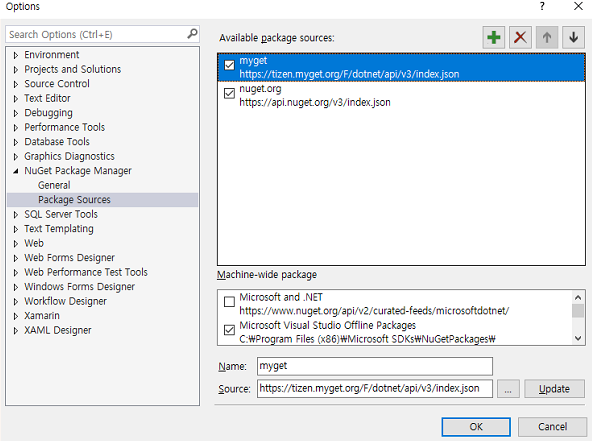 Options
?
Search Options (Ctrl+E)
Environment
Projects and Solutions
Source Control
Text Editor
Debugging
Performance Tools
Database Tools
Graphics Diagnostics
NuGet Package Manager
General
Package Sources
SQL Server Tools
Text Templating
Web
Web Forms Designer
Web Performance Test Tools
Windows Forms Designer
Workflow Designer
Xamarin
XAML Designer
Available package sources:
myget
https://tizen.myget.org/F/dotnet/api/v3/index.json
nuget.org
https://api.nuget.org/v3/index.json
Machine-wide package
Microsoft and .NET
https://www.nuget.org/api/v2/curated-feeds/microsoftdotnet/
Microsoft Visual Studio Offline Packages
C:₩Program Files (x86)₩Microsoft SDKs₩NuGetPackages₩
Name: myget
Source: https://tizen.myget.org/F/dotnet/api/v3/index.json ... Update
OK Cancel